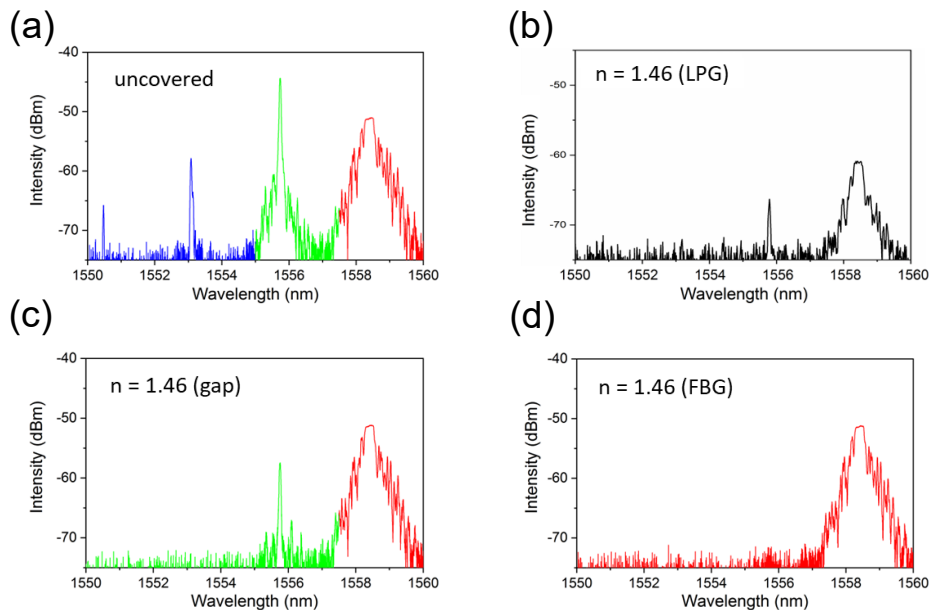 (a)
-40
-50
-60
-70
Intensity (dBm)
uncovered
1550 1552 1554 1556 1558 1560
Wavelength (nm)
(b)
-50
-60
-70
Intensity (dBm)
n = 1.46 (LPG)
1550 1552 1554 1556 1558 1560
Wavelength (nm)
(c)
-40
-50
-60
-70
Intensity (dBm)
n = 1.46 (gap)
1550 1552 1554 1556 1558 1560
Wavelength (nm)
(d)
-40
-50
-60
-70
Intensity (dBm)
n = 1.46 (FBG)
1550 1552 1554 1556 1558 1560
Wavelength (nm)